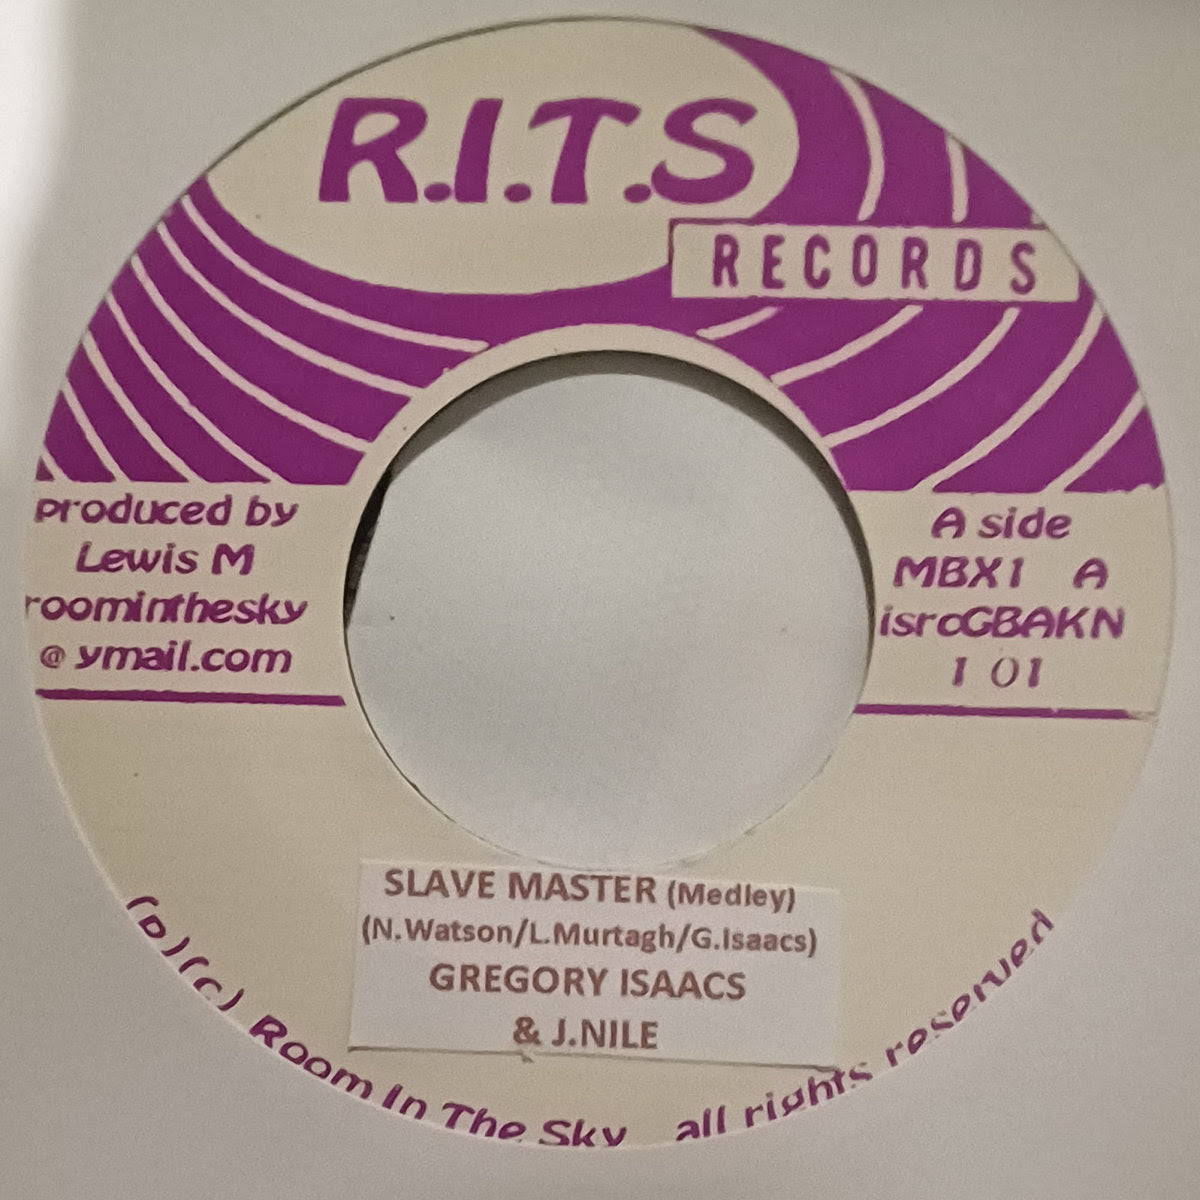 R.I.T.S
RECORDS
produced by
Lewis M
roominthesky
@ ymail.com
A side
MBX1 A
isrcGBAKN
1 01
SLAVE MASTER (Medley)
(N.Watson/L.Murtagh/G.Isaacs)
GREGORY ISAACS
& J.NILE
(p)(c) Room In The Sky all rights reserved